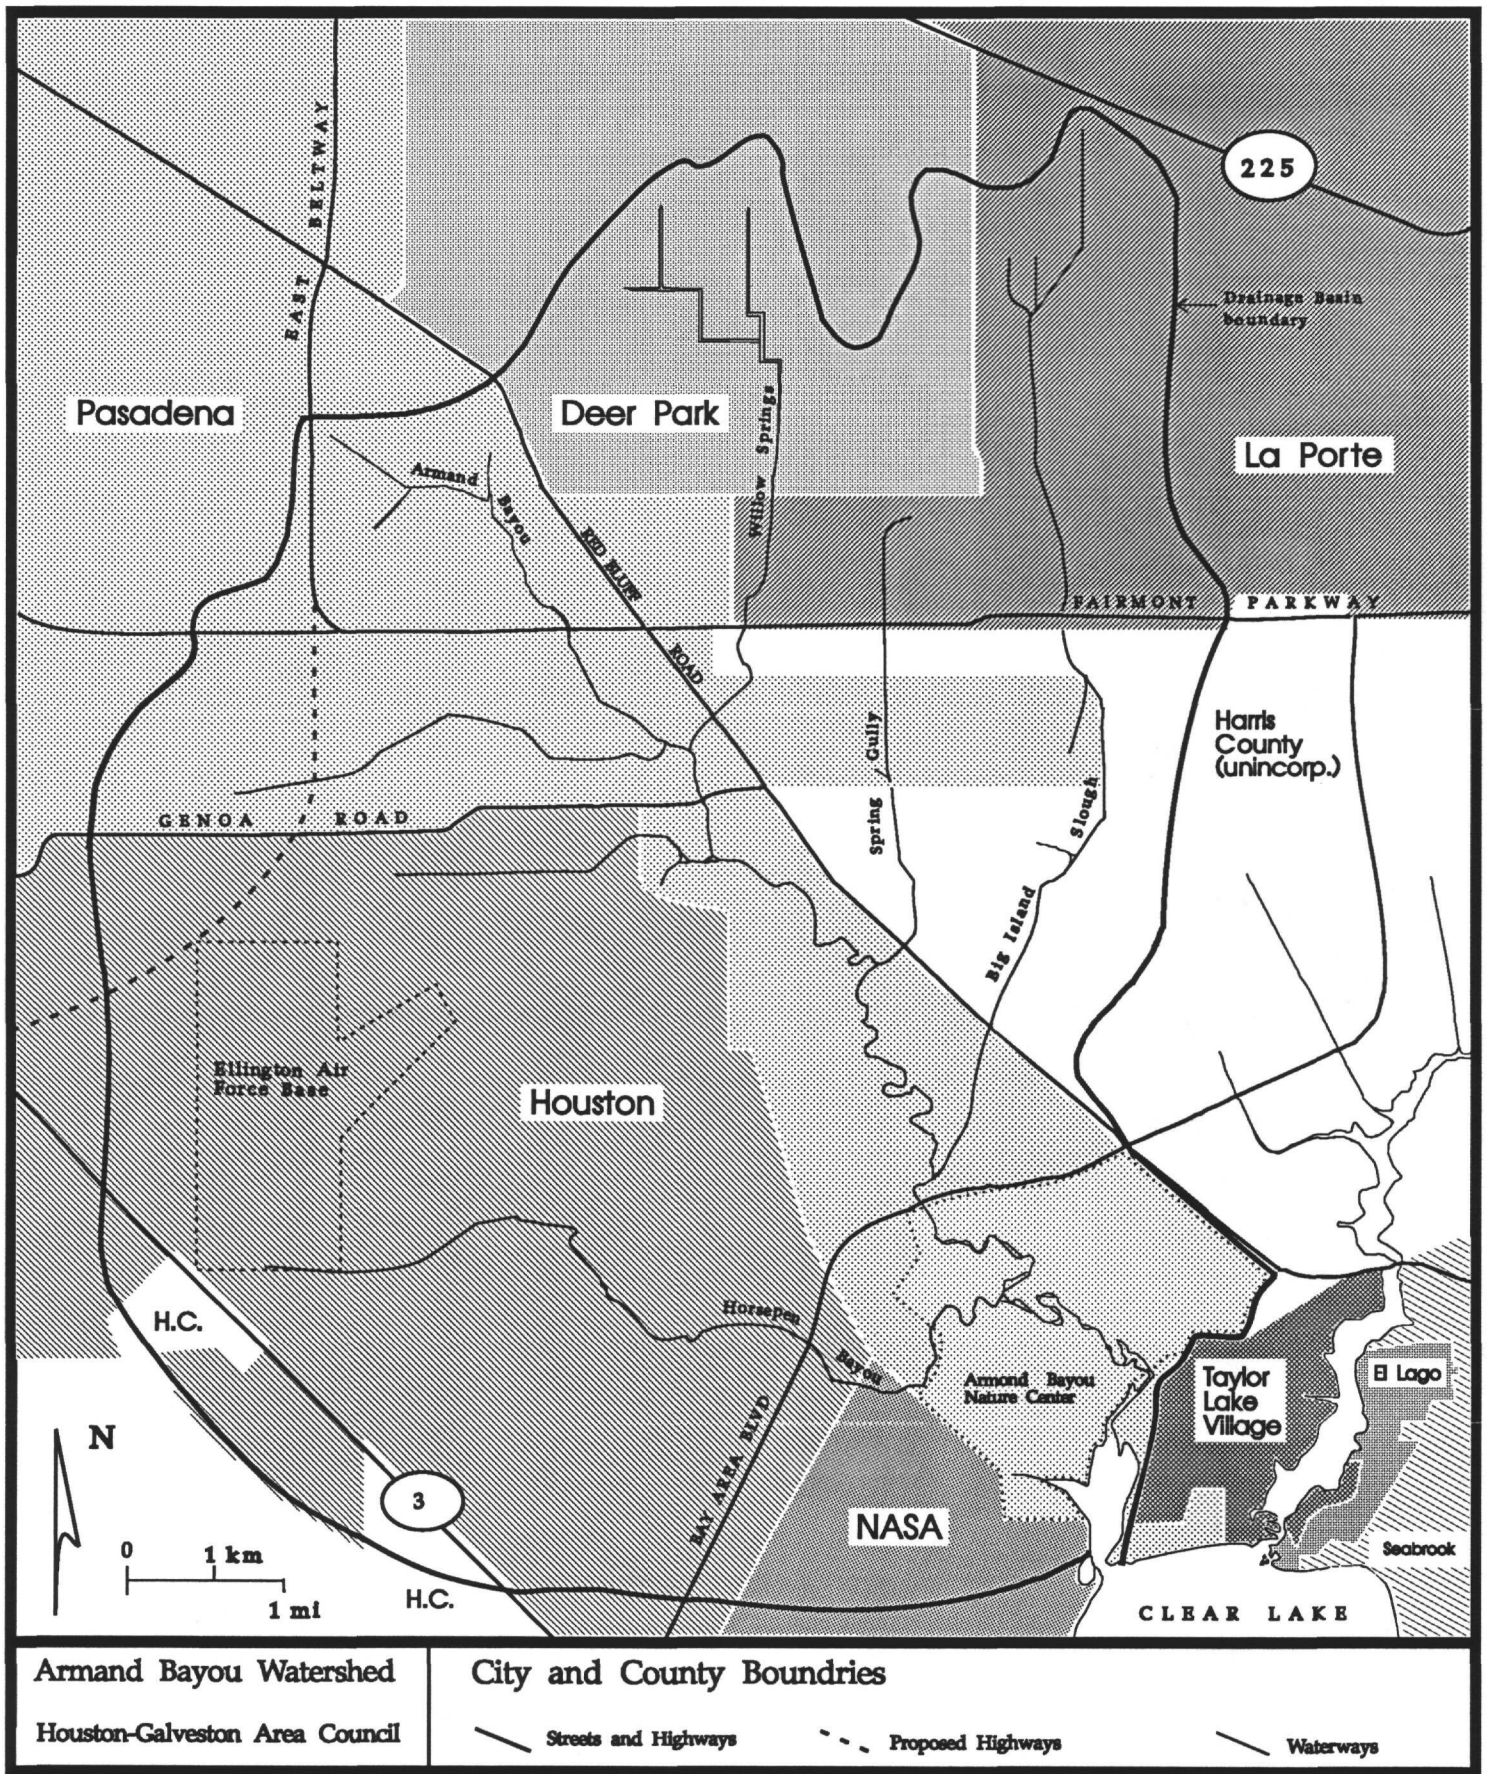 EAST BELTWAY
225
Drainage Basin
boundary
Pasadena
Deer Park
La Porte
Willow Springs
Armand
Bayou
RED BLUFF
ROAD
FAIRMONT PARKWAY
Harris
County
(unincorp.)
Spring Gully
Big Island Slough
GENOA ROAD
Ellington Air
Force Base
Houston
H.C.
Horsepen
Bayou
Armond Bayou
Nature Center
Taylor
Lake
Village
El Lago
BAY AREA BLVD
N
3
NASA
Seabrook
0 1 km
1 mi
H.C.
CLEAR LAKE
Armand Bayou Watershed
Houston-Galveston Area Council
City and County Boundries
Streets and Highways
Proposed Highways
Waterways